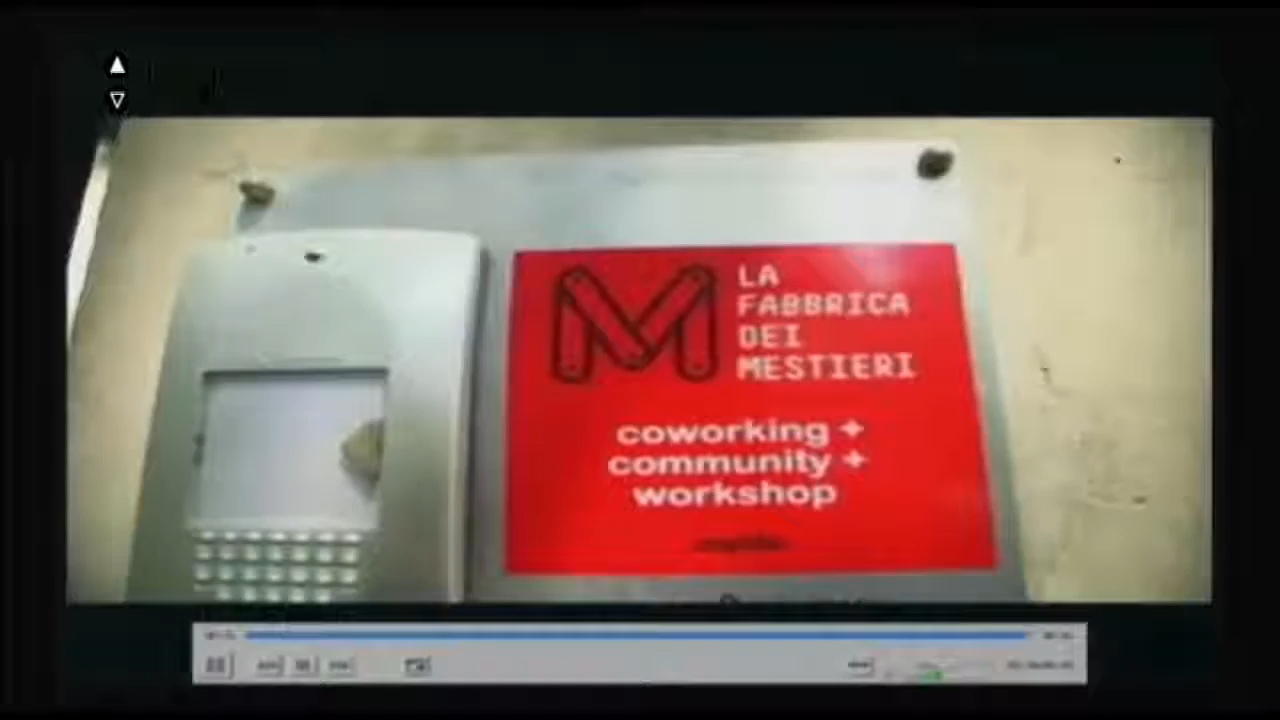 LA
FABBRICA
DEI
MESTIERI
coworking +
community +
workshop